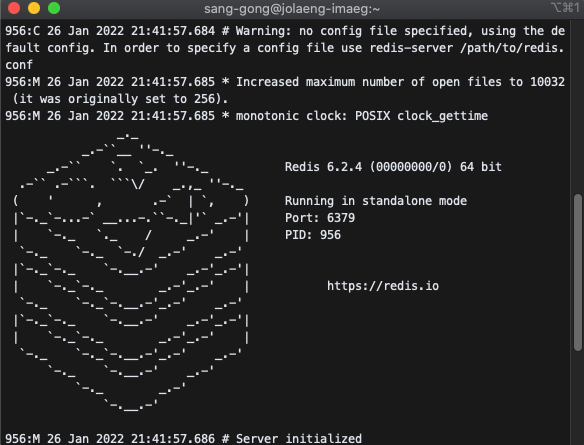 sang-gong@jolaeng-imaeg:~
⌥⌘1
956:C 26 Jan 2022 21:41:57.684 # Warning: no config file specified, using the de
fault config. In order to specify a config file use redis-server /path/to/redis.
conf
956:M 26 Jan 2022 21:41:57.685 * Increased maximum number of open files to 10032
(it was originally set to 256).
956:M 26 Jan 2022 21:41:57.685 * monotonic clock: POSIX clock_gettime
Redis 6.2.4 (00000000/0) 64 bit
Running in standalone mode
Port: 6379
PID: 956
https://redis.io
956:M 26 Jan 2022 21:41:57.686 # Server initialized